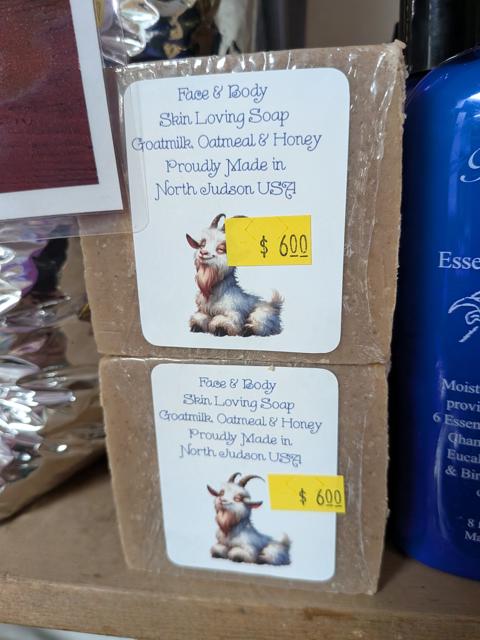 Face & Body
Skin Loving Soap
Goatmilk, Oatmeal & Honey
Proudly Made in
North Judson USA
$ 6.00
Face & Body
Skin Loving Soap
Goatmilk, Oatmeal & Honey
Proudly Made in
North Judson USA
$ 6.00
Esse
Moist
provi
6 Essen
Cham
Euca
& Bir
8 f
Ma